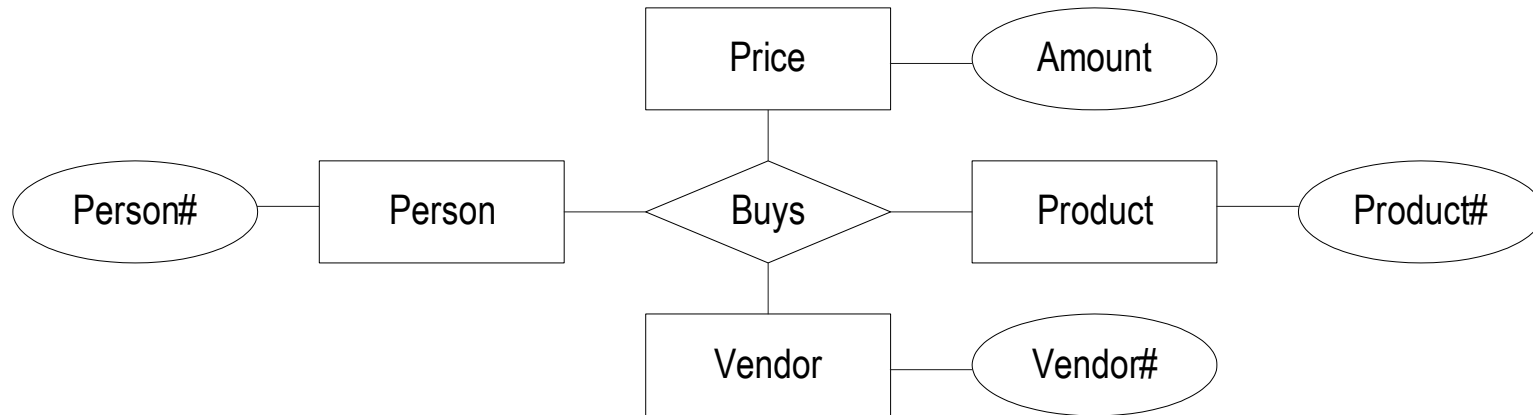 Price
Amount
Person#
Person
Buys
Product
Product#
Vendor
Vendor#